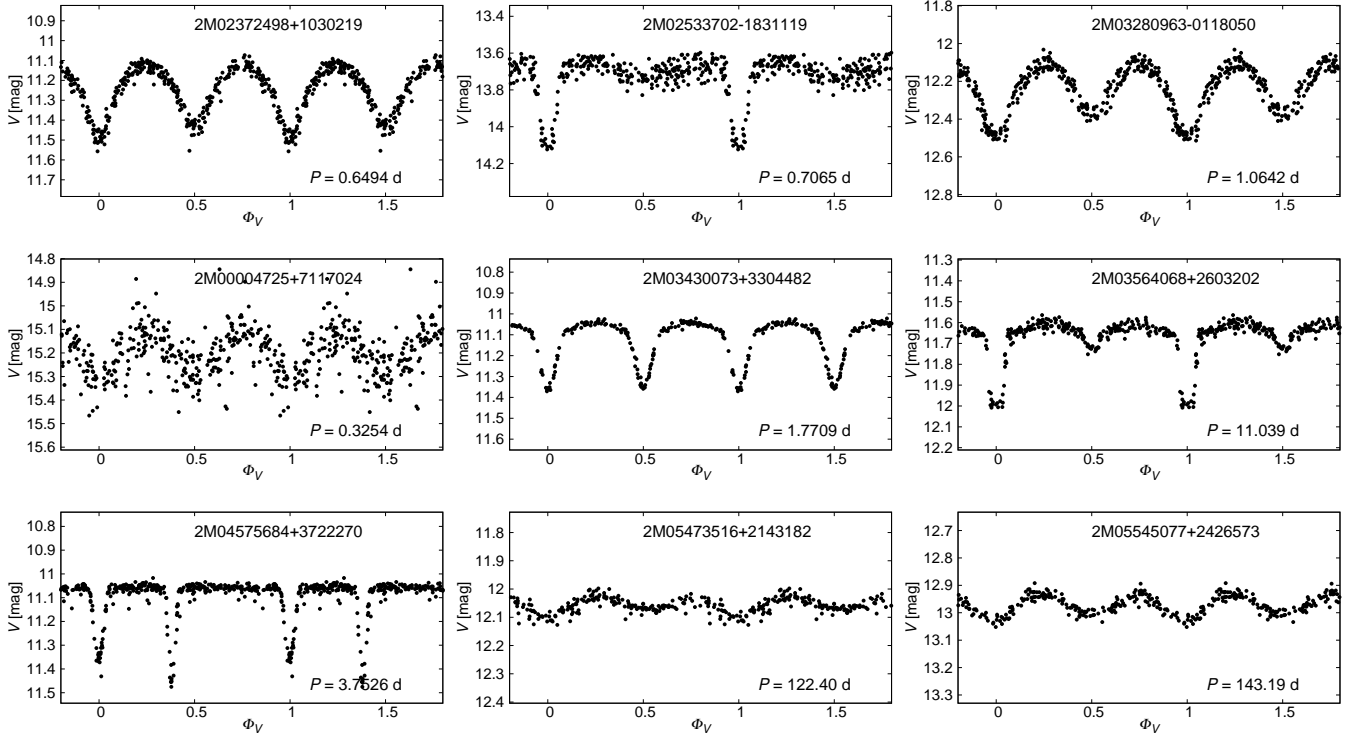 2M02372498+1030219
V [mag]
10.9
11
11.1
11.2
11.3
11.4
11.5
11.6
11.7
P = 0.6494 d
0 0.5 1 1.5
Φ_V
2M02533702-1831119
V [mag]
13.4
13.6
13.8
14
14.2
P = 0.7065 d
0 0.5 1 1.5
Φ_V
2M03280963-0118050
V [mag]
11.8
12
12.2
12.4
12.6
12.8
P = 1.0642 d
0 0.5 1 1.5
Φ_V
2M00004725+7117024
V [mag]
14.8
14.9
15
15.1
15.2
15.3
15.4
15.5
15.6
P = 0.3254 d
0 0.5 1 1.5
Φ_V
2M03430073+3304482
V [mag]
10.8
10.9
11
11.1
11.2
11.3
11.4
11.5
11.6
P = 1.7709 d
0 0.5 1 1.5
Φ_V
2M03564068+2603202
V [mag]
11.3
11.4
11.5
11.6
11.7
11.8
11.9
12
12.1
12.2
P = 11.039 d
0 0.5 1 1.5
Φ_V
2M04575684+3722270
V [mag]
10.8
10.9
11
11.1
11.2
11.3
11.4
11.5
P = 3.7526 d
0 0.5 1 1.5
Φ_V
2M05473516+2143182
V [mag]
11.8
11.9
12
12.1
12.2
12.3
12.4
P = 122.40 d
0 0.5 1 1.5
Φ_V
2M05545077+2426573
V [mag]
12.7
12.8
12.9
13
13.1
13.2
13.3
P = 143.19 d
0 0.5 1 1.5
Φ_V